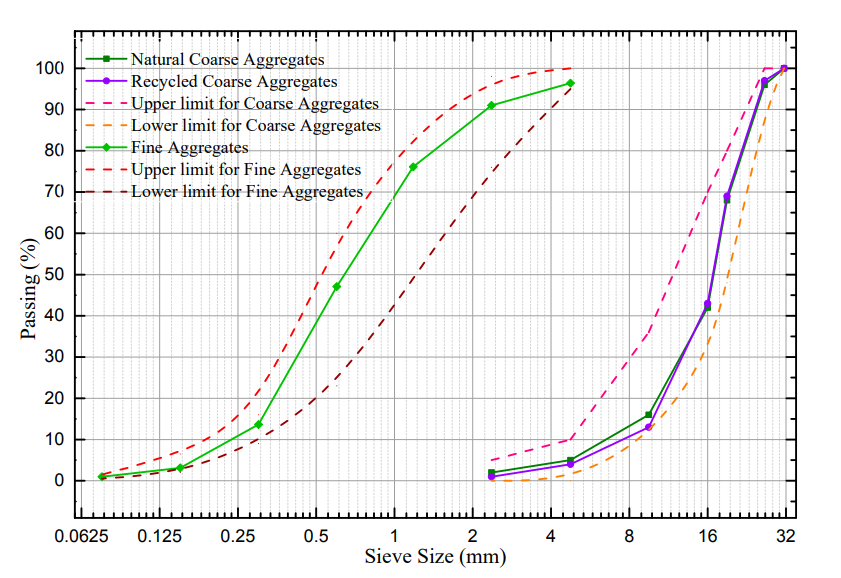 Natural Coarse Aggregates
Recycled Coarse Aggregates
Upper limit for Coarse Aggregates
Lower limit for Coarse Aggregates
Fine Aggregates
Upper limit for Fine Aggregates
Lower limit for Fine Aggregates
100
90
80
70
60
50
40
30
20
10
0
Passing (%)
0.0625 0.125 0.25 0.5 1 2 4 8 16 32
Sieve Size (mm)